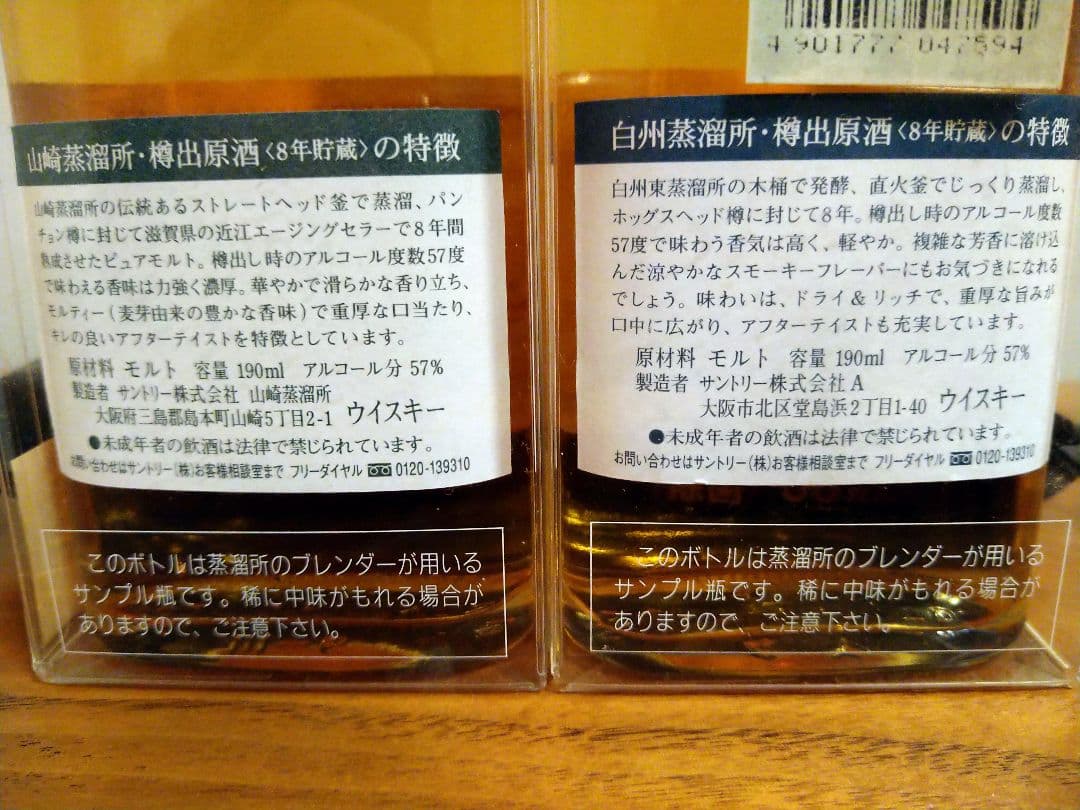 山崎蒸溜所・樽出原酒〈8年貯蔵〉の特徴
山崎蒸溜所の伝統あるストレートヘッド釜で蒸溜、パン
チョン樽に封じて滋賀県の近江エージングセラーで8年間
熟成させたピュアモルト。樽出し時のアルコール度数57度
で味わえる香味は力強く濃厚。華やかで滑らかな香り立ち、
モルティー(麦芽由来の豊かな香味)で重厚な口当たり、
キレの良いアフターテイストを特徴としています。
原材料 モルト 容量 190ml アルコール分 57%
製造者 サントリー株式会社 山崎蒸溜所
大阪府三島郡島本町山崎5丁目2-1 ウイスキー
●未成年者の飲酒は法律で禁じられています。
お問い合わせはサントリー(株)お客様相談室まで フリーダイヤル 0120-139310
このボトルは蒸溜所のブレンダーが用いる
サンプル瓶です。稀に中味がもれる場合が
ありますので、ご注意下さい。
4 901777 047594
白州蒸溜所・樽出原酒〈8年貯蔵〉の特徴
白州東蒸溜所の木桶で発酵、直火釜でじっくり蒸溜し、
ホッグスヘッド樽に封じて8年。樽出し時のアルコール度数
57度で味わう香気は高く、軽やか。複雑な芳香に溶け込
んだ涼やかなスモーキーフレーバーにもお気づきになれる
でしょう。味わいは、ドライ&リッチで、重厚な旨みが
口中に広がり、アフターテイストも充実しています。
原材料 モルト 容量 190ml アルコール分 57%
製造者 サントリー株式会社 A
大阪市北区堂島浜2丁目1-40 ウイスキー
●未成年者の飲酒は法律で禁じられています。
お問い合わせはサントリー(株)お客様相談室まで フリーダイヤル 0120-139310
このボトルは蒸溜所のブレンダーが用いる
サンプル瓶です。稀に中味がもれる場合が
ありますので、ご注意下さい。